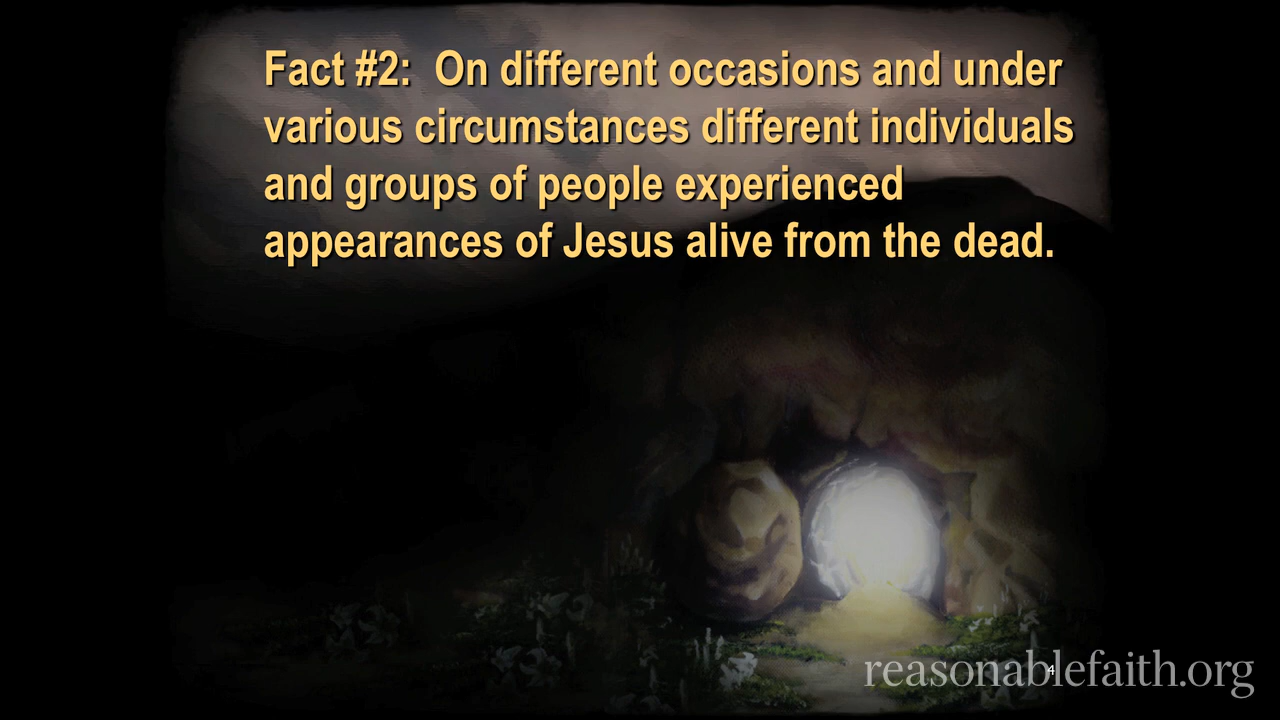 Fact #2:  On different occasions and under
various circumstances different individuals
and groups of people experienced
appearances of Jesus alive from the dead.
4
reasonablefaith.org